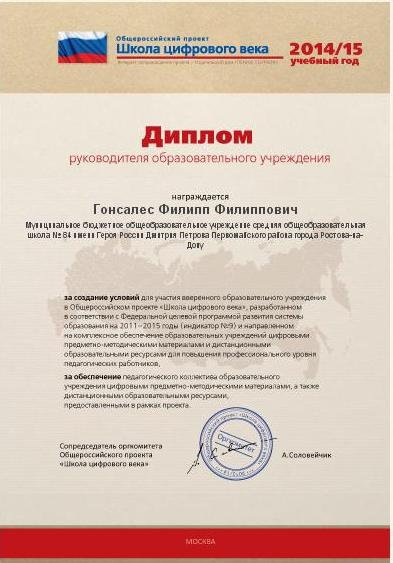 Общероссийский проект
Школа цифрового века
2014/15
учебный год
Диплом
руководителя образовательного учреждения
награждается
Гонсалес Филипп Филиппович
Муниципальное бюджетное общеобразовательное учреждение средняя общеобразовательная
школа № 84 имени Героя России Дмитрия Петрова Первомайского района города Ростова-на-
Дону
за создание условий для участия вверенного образовательного учреждения
в Общероссийском проекте «Школа цифрового века», разработанном
в соответствии с Федеральной целевой программой развития системы
образования на 2011–2015 годы (индикатор №9) и направленном
на комплексное обеспечение образовательных учреждений цифровыми
предметно-методическими материалами и дистанционными
образовательными ресурсами для повышения профессионального уровня
педагогических работников,
за обеспечение педагогического коллектива образовательного
учреждения цифровыми предметно-методическими материалами, а также
дистанционными образовательными ресурсами,
предоставленными в рамках проекта.
Сопредседатель оргкомитета
Общероссийского проекта
«Школа цифрового века»
Оргкомитет
А.Соловейчик
МОСКВА